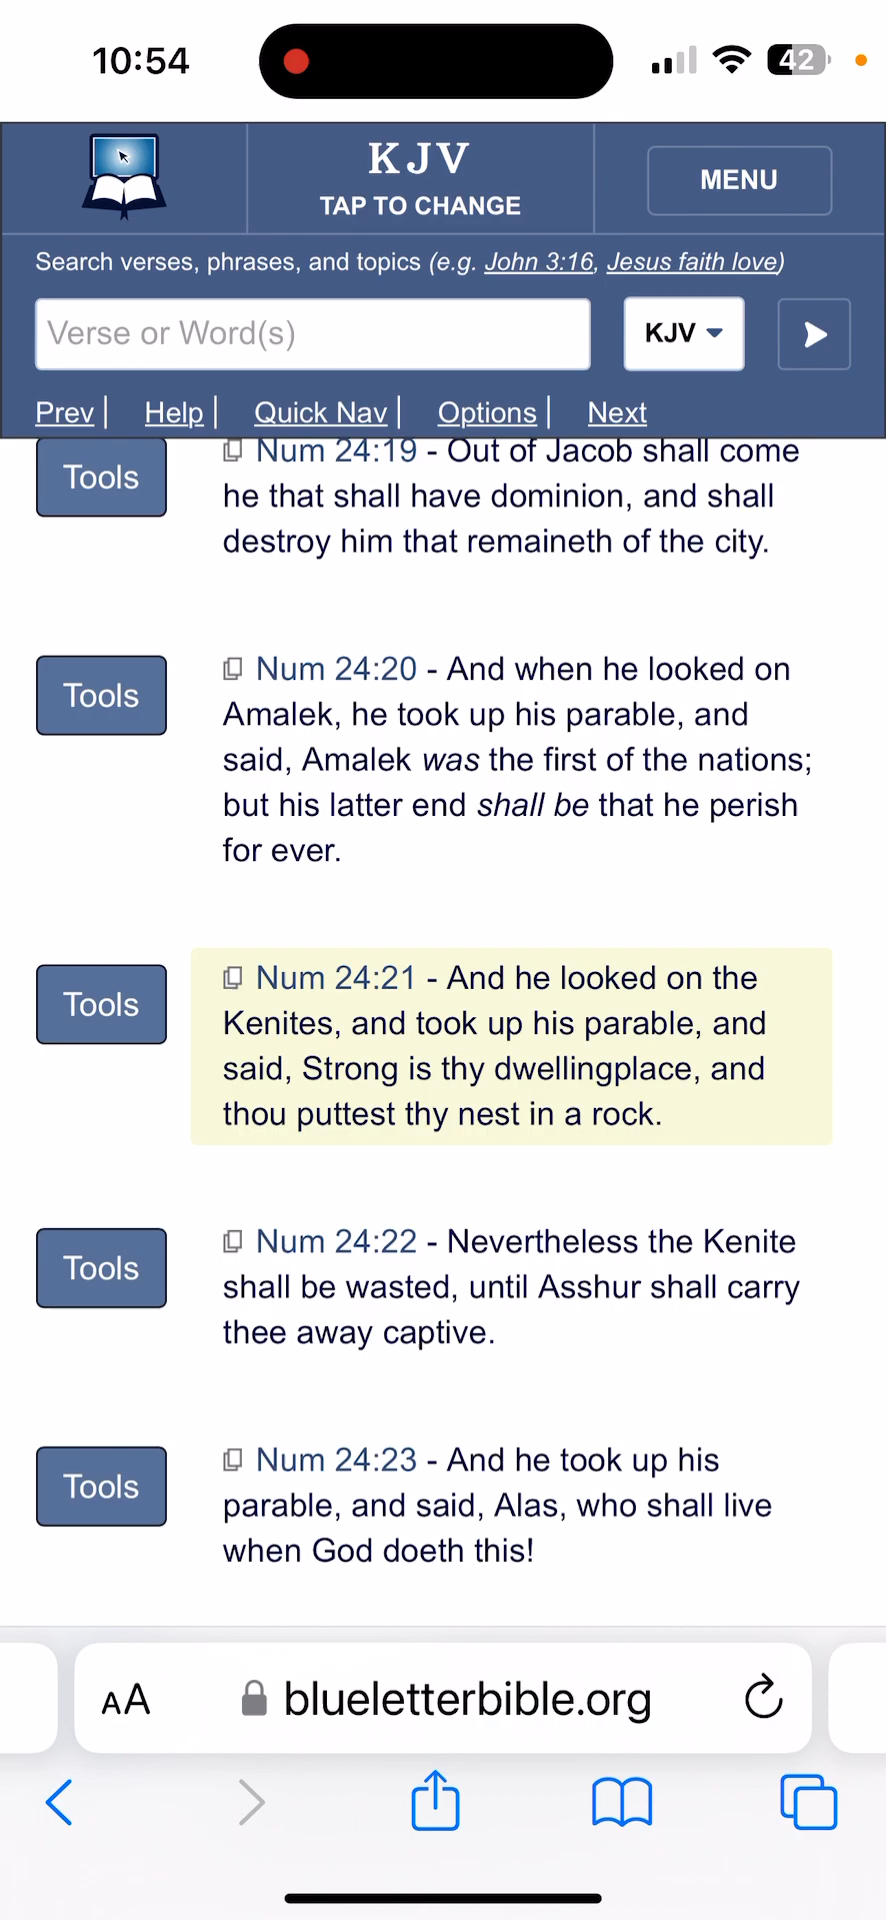 10:54
42
KJV
TAP TO CHANGE
MENU
Search verses, phrases, and topics (e.g. John 3:16, Jesus faith love)
Verse or Word(s)
KJV
Prev | Help | Quick Nav | Options | Next
Tools
Num 24:19 - Out of Jacob shall come
he that shall have dominion, and shall
destroy him that remaineth of the city.
Tools
Num 24:20 - And when he looked on
Amalek, he took up his parable, and
said, Amalek was the first of the nations;
but his latter end shall be that he perish
for ever.
Tools
Num 24:21 - And he looked on the
Kenites, and took up his parable, and
said, Strong is thy dwellingplace, and
thou puttest thy nest in a rock.
Tools
Num 24:22 - Nevertheless the Kenite
shall be wasted, until Asshur shall carry
thee away captive.
Tools
Num 24:23 - And he took up his
parable, and said, Alas, who shall live
when God doeth this!
AA
blueletterbible.org